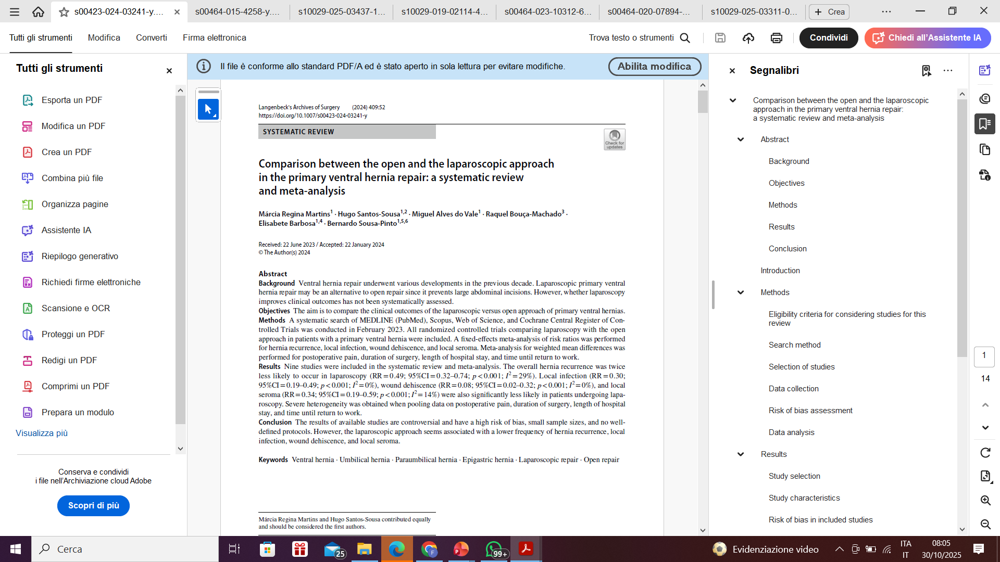 s00423-024-03241-y....
s00464-015-4258-y....
s10029-025-03437-1...
s10029-019-02114-4...
s00464-023-10312-6...
s00464-020-07894-...
s10029-025-03311-0...
Crea
Tutti gli strumenti
Modifica
Converti
Firma elettronica
Trova testo o strumenti
Condividi
Chiedi all'Assistente IA
Tutti gli strumenti
Esporta un PDF
Modifica un PDF
Crea un PDF
Combina più file
Organizza pagine
Assistente IA
Riepilogo generativo
Richiedi firme elettroniche
Scansione e OCR
Proteggi un PDF
Redigi un PDF
Comprimi un PDF
Prepara un modulo
Visualizza più
Conserva e condividi
i file nell'Archiviazione cloud Adobe
Scopri di più
Il file è conforme allo standard PDF/A ed è stato aperto in sola lettura per evitare modifiche.
Abilita modifica
Langenbeck's Archives of Surgery (2024) 409:52
https://doi.org/10.1007/s00423-024-03241-y
SYSTEMATIC REVIEW
Check for
updates
Comparison between the open and the laparoscopic approach
in the primary ventral hernia repair: a systematic review
and meta-analysis
Márcia Regina Martins1 · Hugo Santos-Sousa1,2 · Miguel Alves do Vale1 · Raquel Bouça-Machado3 ·
Elisabete Barbosa1,4 · Bernardo Sousa-Pinto1,5,6
Received: 22 June 2023 / Accepted: 22 January 2024
© The Author(s) 2024
Abstract
Background Ventral hernia repair underwent various developments in the previous decade. Laparoscopic primary ventral
hernia repair may be an alternative to open repair since it prevents large abdominal incisions. However, whether laparoscopy
improves clinical outcomes has not been systematically assessed.
Objectives The aim is to compare the clinical outcomes of the laparoscopic versus open approach of primary ventral hernias.
Methods A systematic search of MEDLINE (PubMed), Scopus, Web of Science, and Cochrane Central Register of Con-
trolled Trials was conducted in February 2023. All randomized controlled trials comparing laparoscopy with the open
approach in patients with a primary ventral hernia were included. A fixed-effects meta-analysis of risk ratios was performed
for hernia recurrence, local infection, wound dehiscence, and local seroma. Meta-analysis for weighted mean differences was
performed for postoperative pain, duration of surgery, length of hospital stay, and time until return to work.
Results Nine studies were included in the systematic review and meta-analysis. The overall hernia recurrence was twice
less likely to occur in laparoscopy (RR = 0.49; 95%CI = 0.32–0.74; p < 0.001; I2 = 29%). Local infection (RR = 0.30;
95%CI = 0.19–0.49; p < 0.001; I2 = 0%), wound dehiscence (RR = 0.08; 95%CI = 0.02–0.32; p < 0.001; I2 = 0%), and local
seroma (RR = 0.34; 95%CI = 0.19–0.59; p < 0.001; I2 = 14%) were also significantly less likely in patients undergoing lapa-
roscopy. Severe heterogeneity was obtained when pooling data on postoperative pain, duration of surgery, length of hospital
stay, and time until return to work.
Conclusion The results of available studies are controversial and have a high risk of bias, small sample sizes, and no well-
defined protocols. However, the laparoscopic approach seems associated with a lower frequency of hernia recurrence, local
infection, wound dehiscence, and local seroma.
Keywords Ventral hernia · Umbilical hernia · Paraumbilical hernia · Epigastric hernia · Laparoscopic repair · Open repair
Márcia Regina Martins and Hugo Santos-Sousa contributed equally
and should be considered the first authors.
Segnalibri
Comparison between the open and the laparoscopic
approach in the primary ventral hernia repair:
a systematic review and meta-analysis
Abstract
Background
Objectives
Methods
Results
Conclusion
Introduction
Methods
Eligibility criteria for considering studies for this
review
Search method
Selection of studies
Data collection
Risk of bias assessment
Data analysis
Results
Study selection
Study characteristics
Risk of bias in included studies
1
14
Cerca
25
F
99+
Evidenziazione video
ITA
IT
08:05
30/10/2025